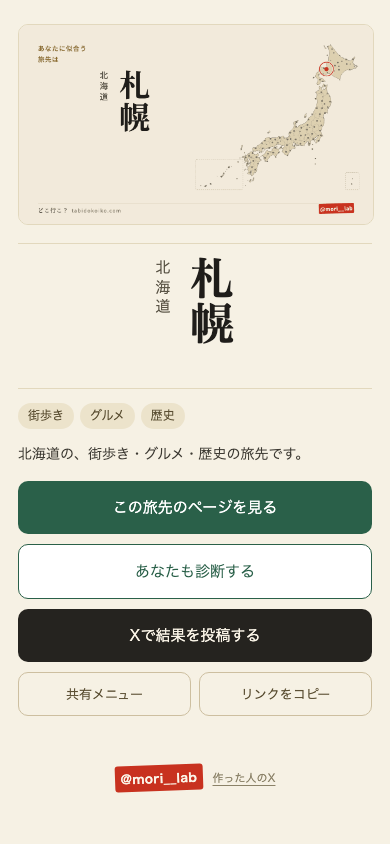 あなたに似合う
旅先は
北海道
札幌
どこ行こ？ tabidokoiko.com
@mori__lab
北海道
札幌
街歩き
グルメ
歴史
北海道の、街歩き・グルメ・歴史の旅先です。
この旅先のページを見る
あなたも診断する
Xで結果を投稿する
共有メニュー
リンクをコピー
@mori__lab
作った人のX